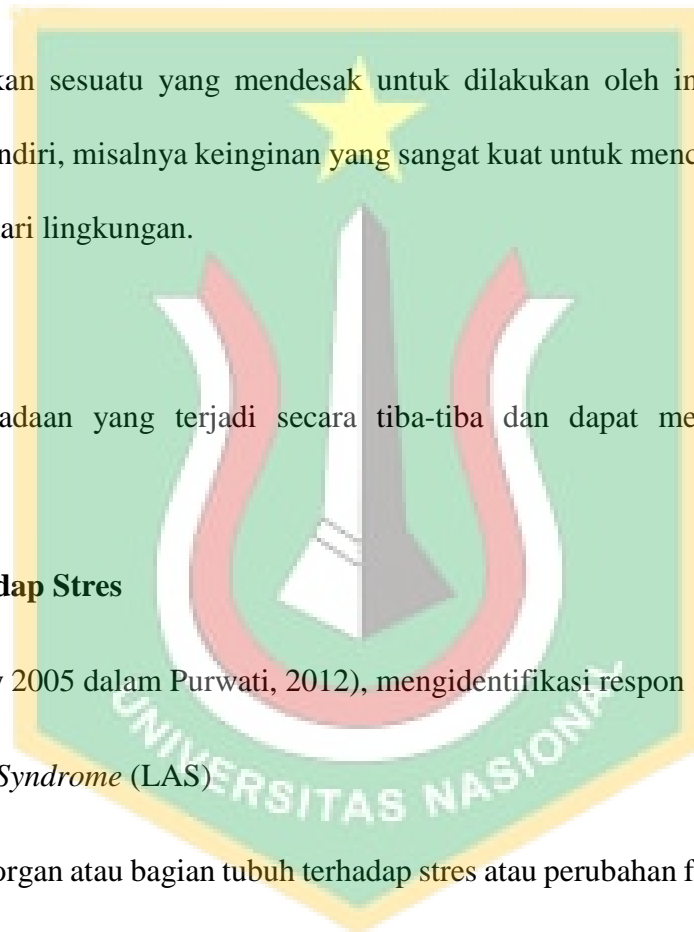 kan sesuatu yang mendesak untuk dilakukan oleh in
ndiri, misalnya keinginan yang sangat kuat untuk menc
ari lingkungan.
adaan yang terjadi secara tiba-tiba dan dapat me
dap Stres
y 2005 dalam Purwati, 2012), mengidentifikasi respon
Syndrome (LAS)
organ atau bagian tubuh terhadap stres atau perubahan f
UNIVERSITAS NASIONAL